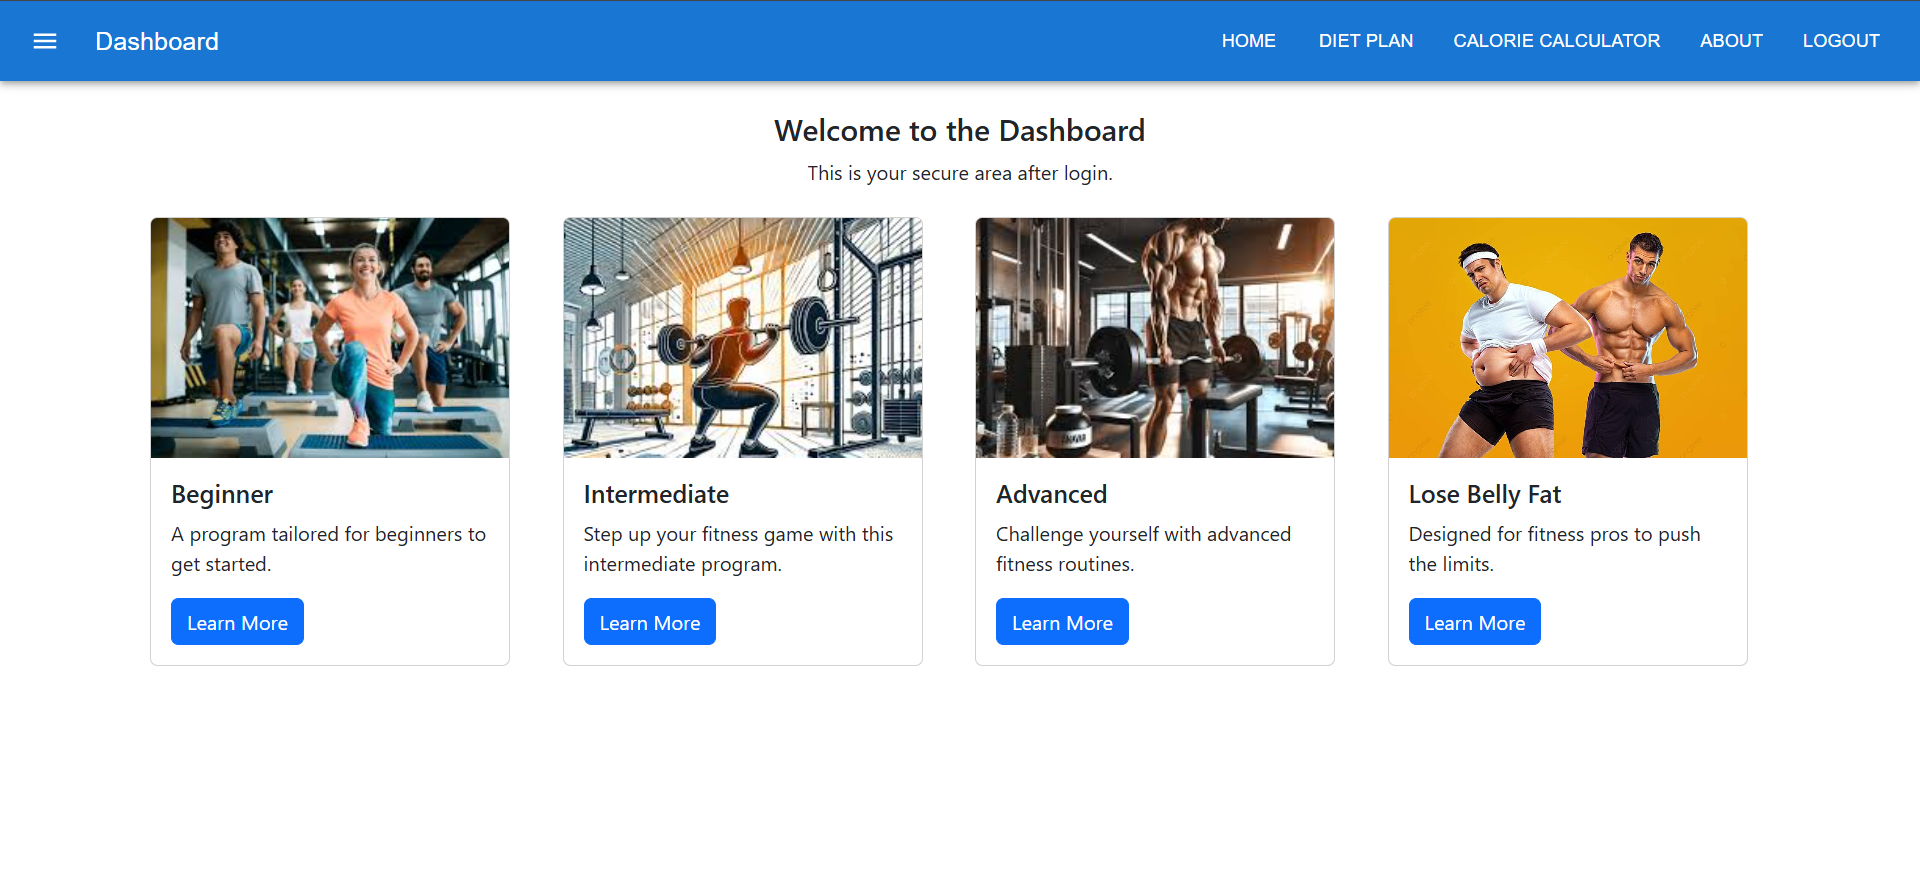 Dashboard
HOME
DIET PLAN
CALORIE CALCULATOR
ABOUT
LOGOUT
Welcome to the Dashboard
This is your secure area after login.
ANAVAR
Beginner
A program tailored for beginners to
get started.
Learn More
Intermediate
Step up your fitness game with this
intermediate program.
Learn More
Advanced
Challenge yourself with advanced
fitness routines.
Learn More
Lose Belly Fat
Designed for fitness pros to push
the limits.
Learn More